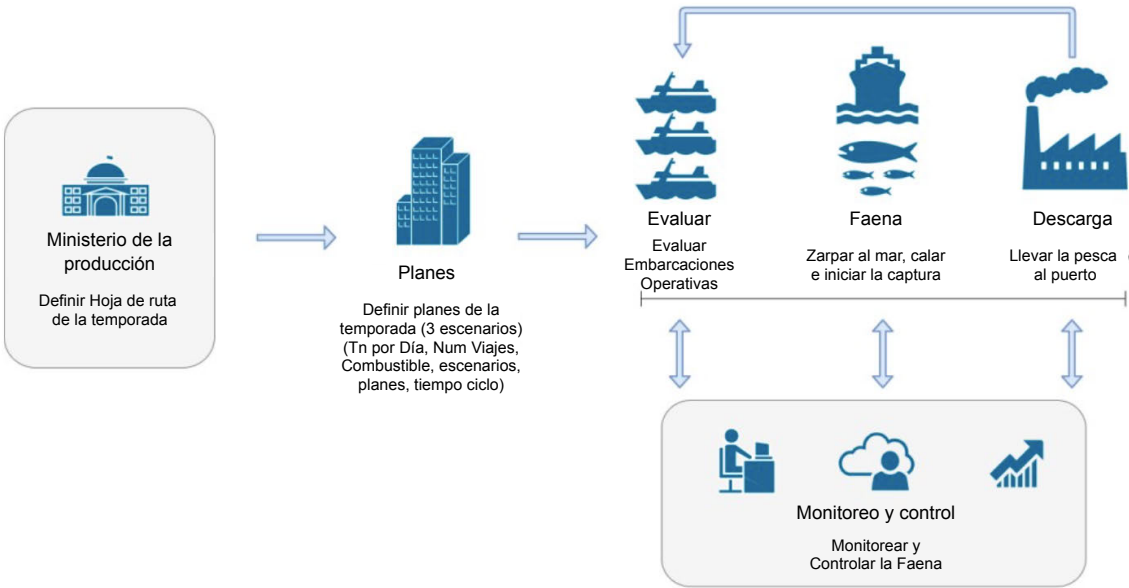 Ministerio de la
producción
Definir Hoja de ruta
de la temporada
Planes
Definir planes de la
temporada (3 escenarios)
(Tn por Día, Num Viajes,
Combustible, escenarios,
planes, tiempo ciclo)
Evaluar
Evaluar
Embarcaciones
Operativas
Faena
Zarpar al mar, calar
e iniciar la captura
Descarga
Llevar la pesca
al puerto
Monitoreo y control
Monitorear y
Controlar la Faena